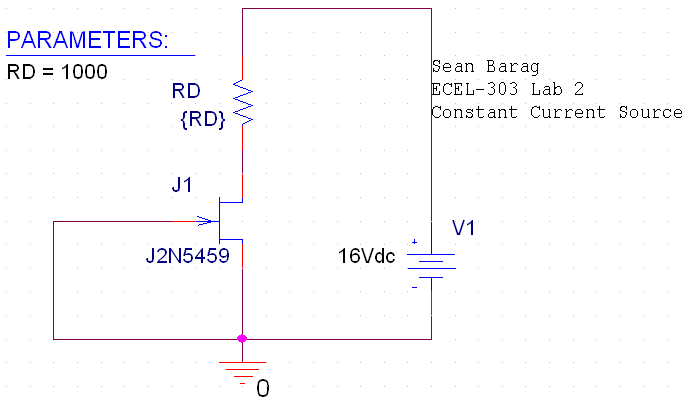 PARAMETERS:
RD = 1000
Sean Barag
ECEL-303 Lab 2
Constant Current Source
RD
{RD}
J1
J2N5459
V1
16Vdc
+
-
0